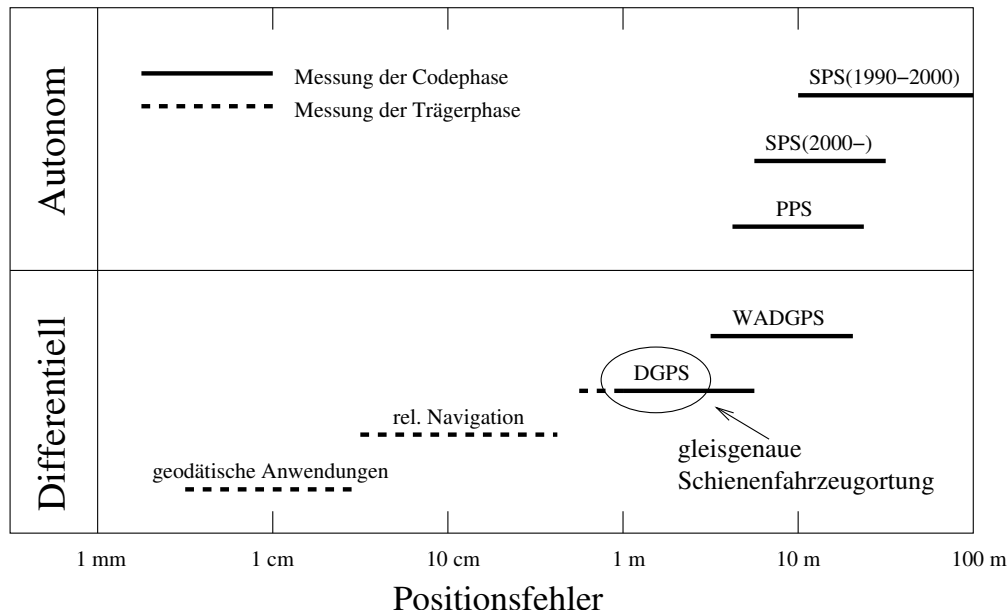 Autonom
Messung der Codephase
Messung der Trägerphase
SPS(1990−2000)
SPS(2000−)
PPS
Differentiell
WADGPS
DGPS
rel. Navigation
gleisgenaue
Schienenfahrzeugortung
geodätische Anwendungen
1 mm 1 cm 10 cm 1 m 10 m 100 m
Positionsfehler